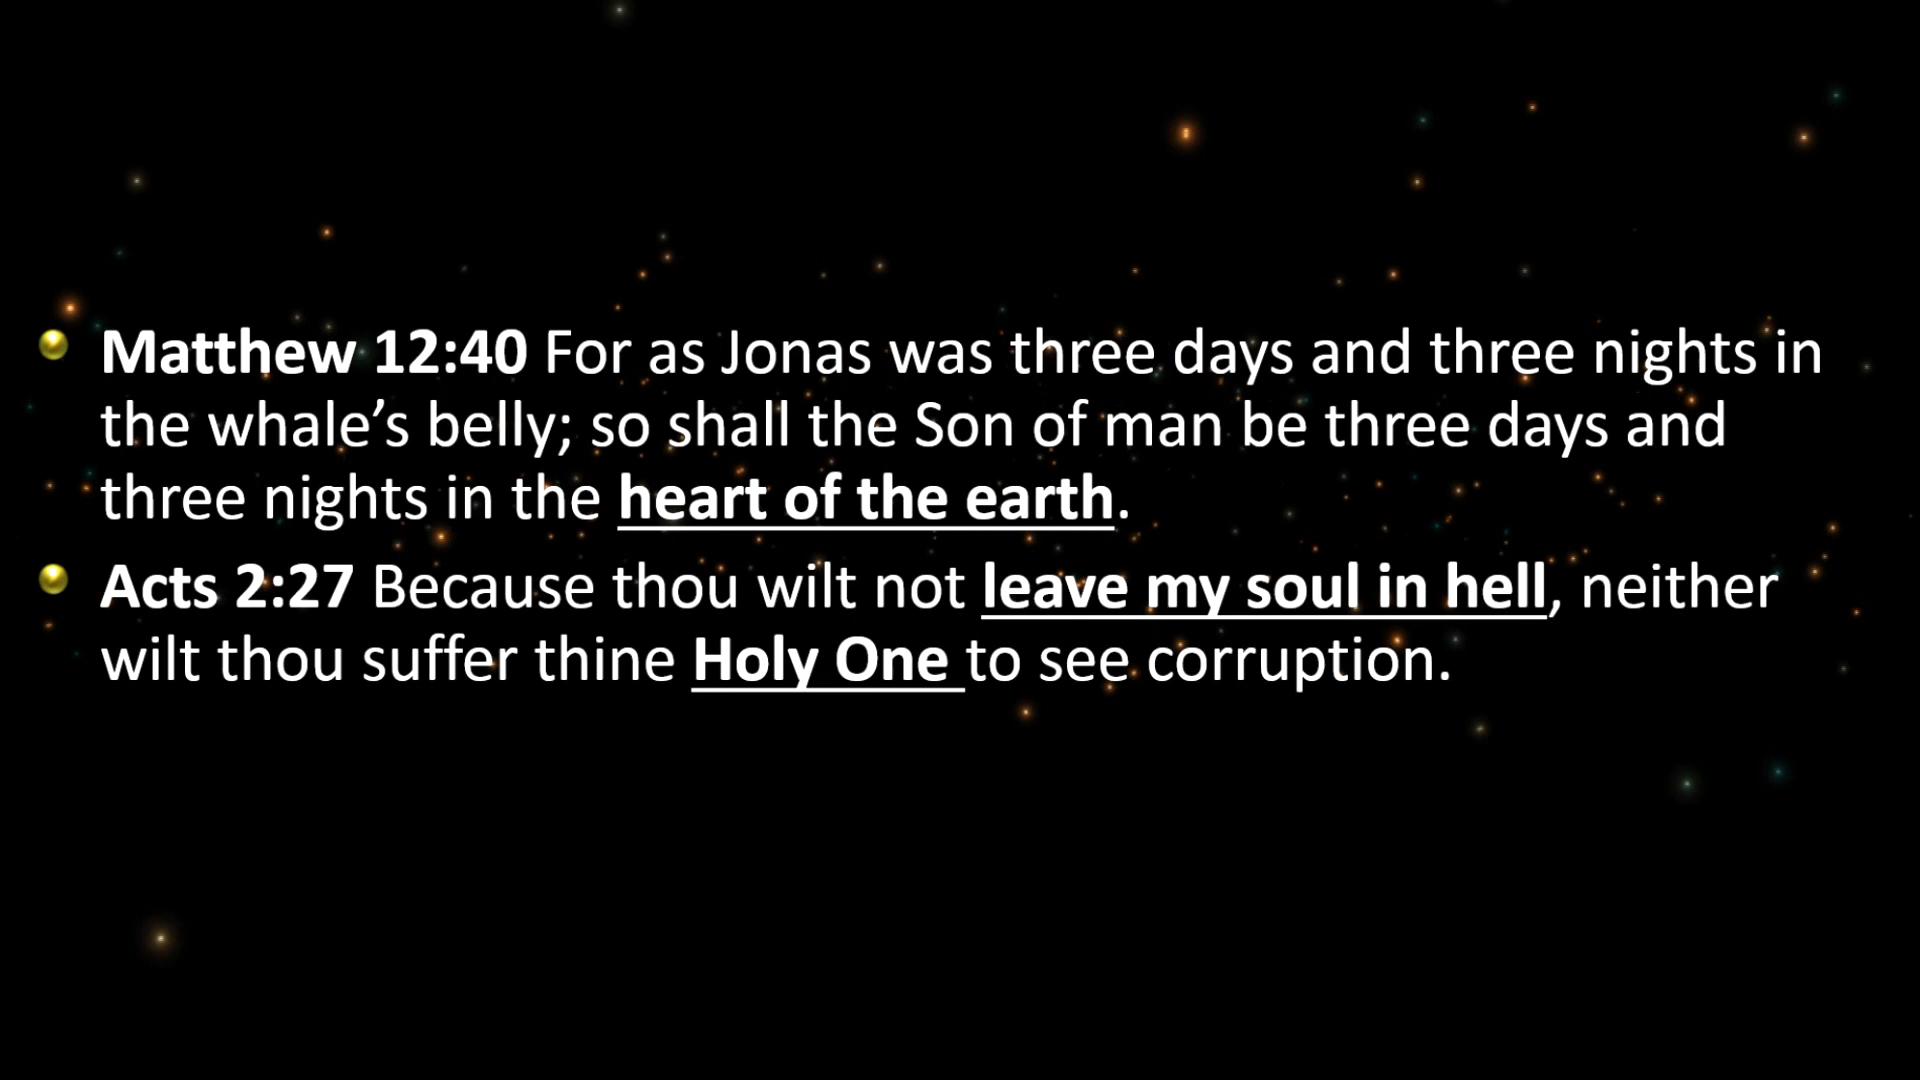 Matthew 12:40 For as Jonas was three days and three nights in
the whale’s belly; so shall the Son of man be three days and
three nights in the heart of the earth.
Acts 2:27 Because thou wilt not leave my soul in hell, neither
wilt thou suffer thine Holy One to see corruption.